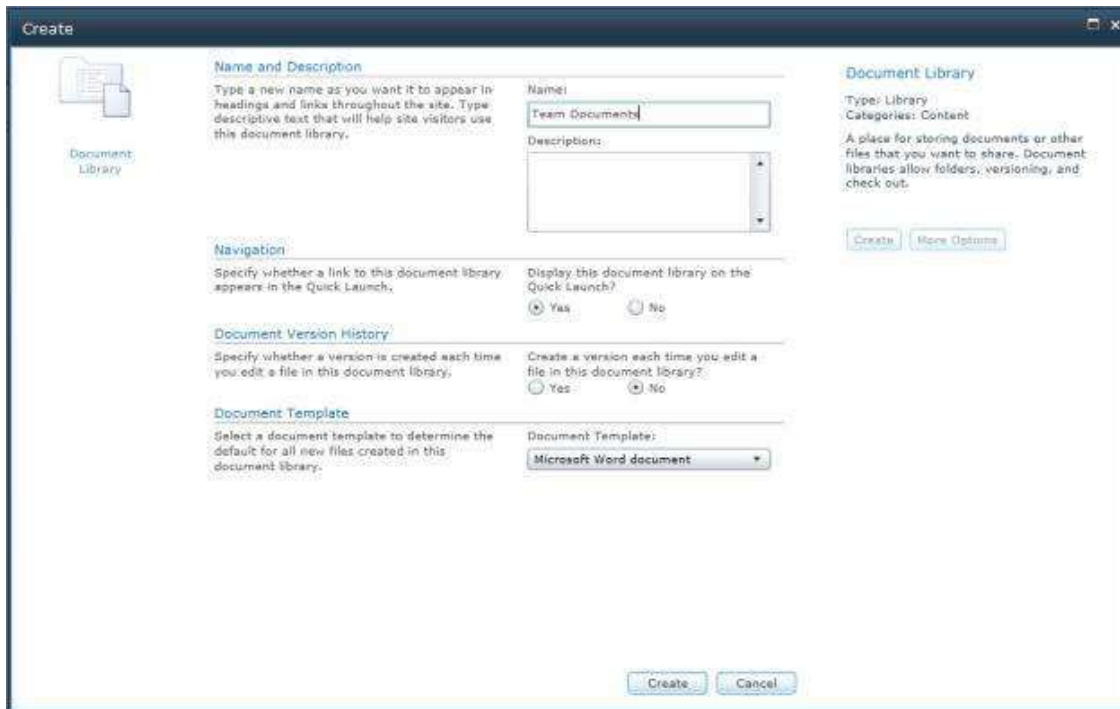 Create
Document
Library
Name and Description
Type a new name as you want it to appear in
headings and links throughout the site. Type
descriptive text that will help site visitors use
this document library.
Name:
Team Documents
Description:
Navigation
Specify whether a link to this document library
appears in the Quick Launch.
Display this document library on the
Quick Launch?
Yes No
Document Version History
Specify whether a version is created each time
you edit a file in this document library.
Create a version each time you edit a
file in this document library?
Yes No
Document Template
Select a document template to determine the
default for all new files created in this
document library.
Document Template:
Microsoft Word document
Document Library
Type: Library
Categories: Content
A place for storing documents or other
files that you want to share. Document
libraries allow folders, versioning, and
check out.
Create More Options
Create Cancel